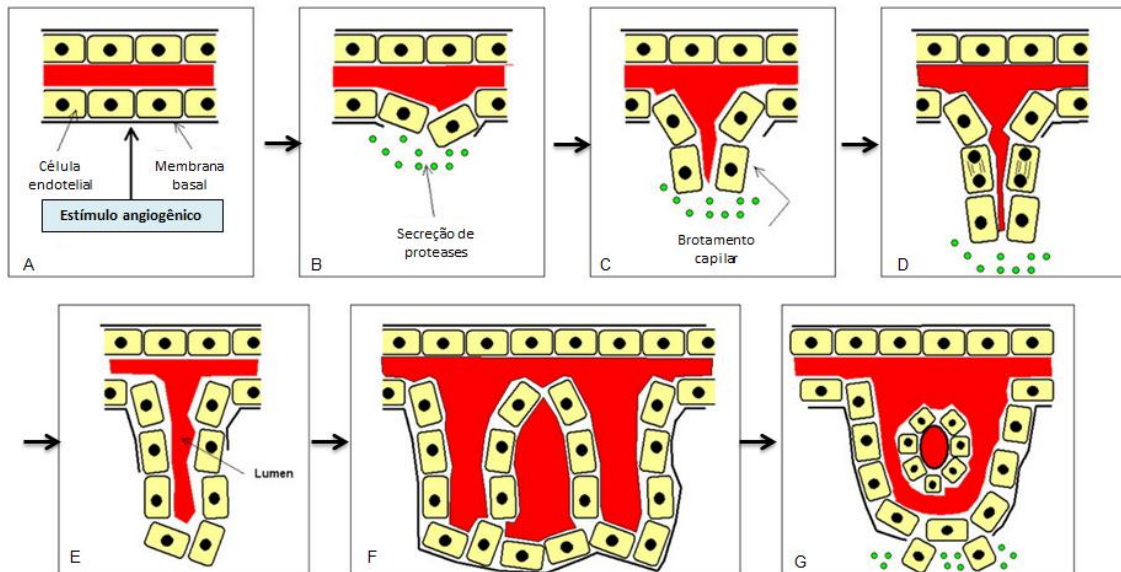 Célula
endotelial
Membrana
basal
Estímulo angiogênico
A
Secreção de
proteases
B
Brotamento
capilar
C
D
Lumen
E
F
G